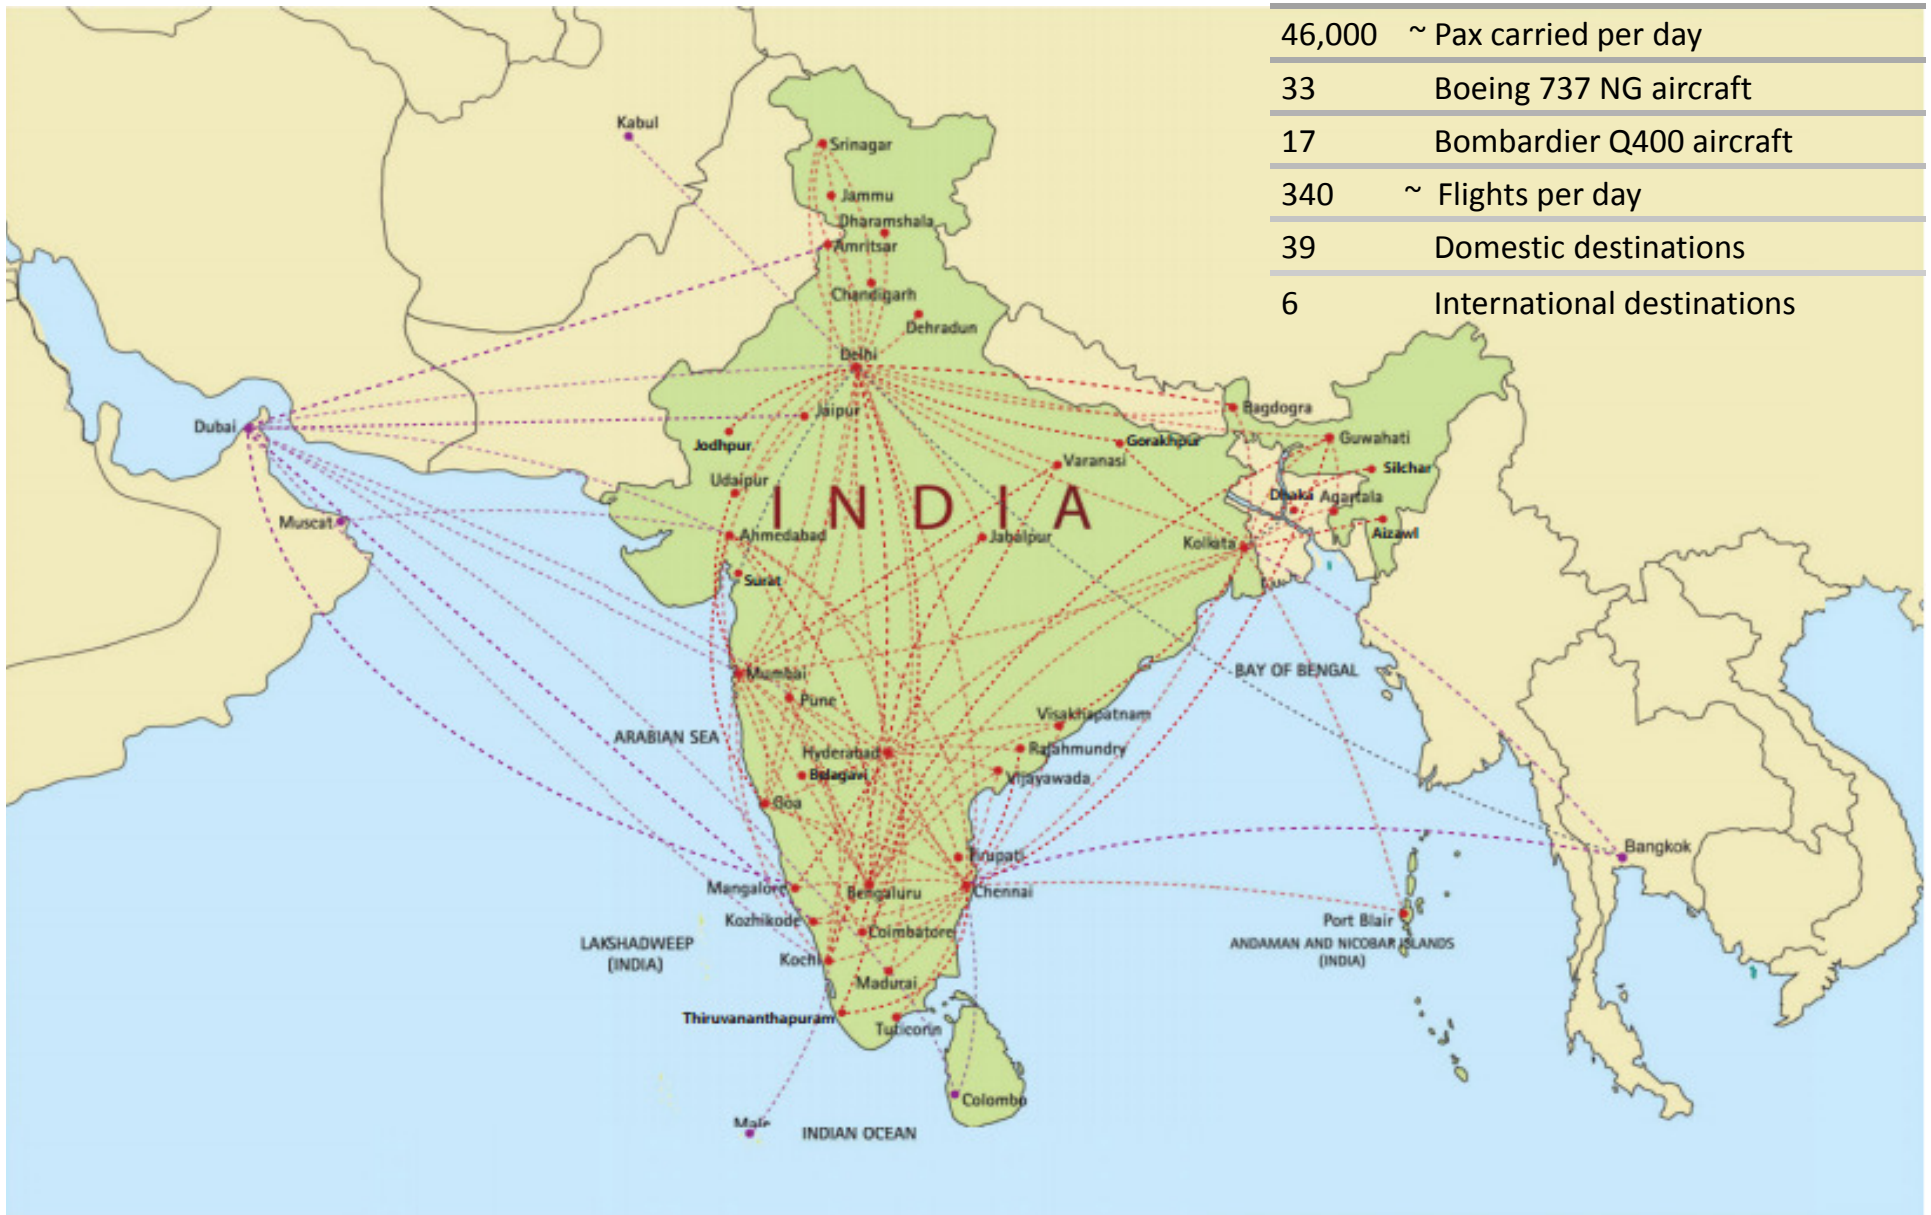 46,000 ~ Pax carried per day
33 Boeing 737 NG aircraft
17 Bombardier Q400 aircraft
340 ~ Flights per day
39 Domestic destinations
6 International destinations
Kabul
Srinagar
Jammu
Dharamshala
Amritsar
Chandigarh
Dehradun
Delhi
Jaipur
Bagdogra
Dubai
Jodhpur
Gorakhpur
Guwahati
Varanasi
Silchar
Udaipur
INDIA
Dhaka
Agartala
Muscat
Ahmedabad
Jabalpur
Kolkata
Aizawl
Surat
Mumbai
BAY OF BENGAL
Pune
Visakhapatnam
ARABIAN SEA
Hyderabad
Rajahmundry
Belagavi
Vijayawada
Goa
Tirupati
Bangkok
Mangalore
Bengaluru
Chennai
Kozhikode
Coimbatore
Port Blair
LAKSHADWEEP
(INDIA)
ANDAMAN AND NICOBAR ISLANDS
(INDIA)
Kochi
Madurai
Thiruvananthapuram
Tuticorin
Colombo
Male
INDIAN OCEAN